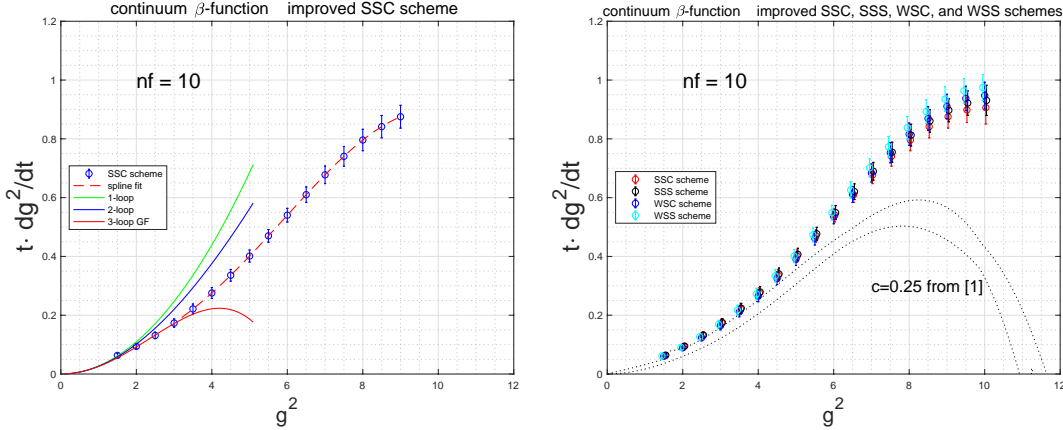 continuum β-function improved SSC scheme
1.2
1
0.8
0.6
0.4
0.2
0
nf = 10
SSC scheme
spline fit
1-loop
2-loop
3-loop GF
t· dg²/dt
0 2 4 6 8 10 12
g²
continuum β-function improved SSC, SSS, WSC, and WSS schemes
1.2
1
0.8
0.6
0.4
0.2
0
nf = 10
SSC scheme
SSS scheme
WSC scheme
WSS scheme
c=0.25 from [1]
t· dg²/dt
0 2 4 6 8 10 12
g²